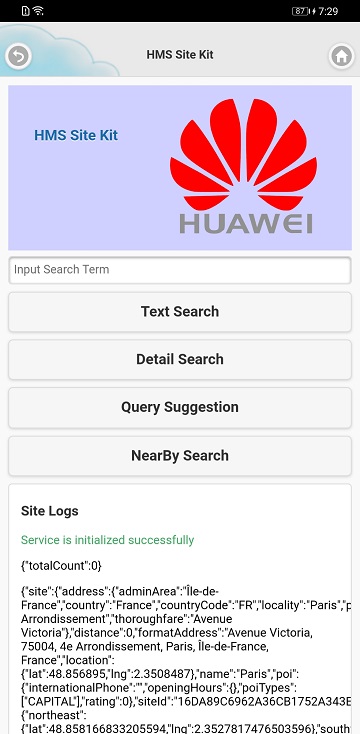 87 7:29
HMS Site Kit
HMS Site Kit
HUAWEI
Input Search Term
Text Search
Detail Search
Query Suggestion
NearBy Search
Site Logs
Service is initialized successfully
{"totalCount":0}
{"site":{"address":{"adminArea":"Île-de-
France","country":"France","countryCode":"FR","locality":"Paris","p
Arrondissement","thoroughfare":"Avenue
Victoria"},"distance":0,"formatAddress":"Avenue Victoria,
75004, 4e Arrondissement, Paris, Île-de-France,
France","location":
{"lat":48.856895,"lng":2.3508487},"name":"Paris","poi":
{"internationalPhone":"","openingHours":{},"poiTypes":
["CAPITAL"],"rating":0},"siteId":"16DA89C6962A36CB1752A343E
{"northeast":
{"lat":48.858166833205594,"lng":2.3527817476503596},"south